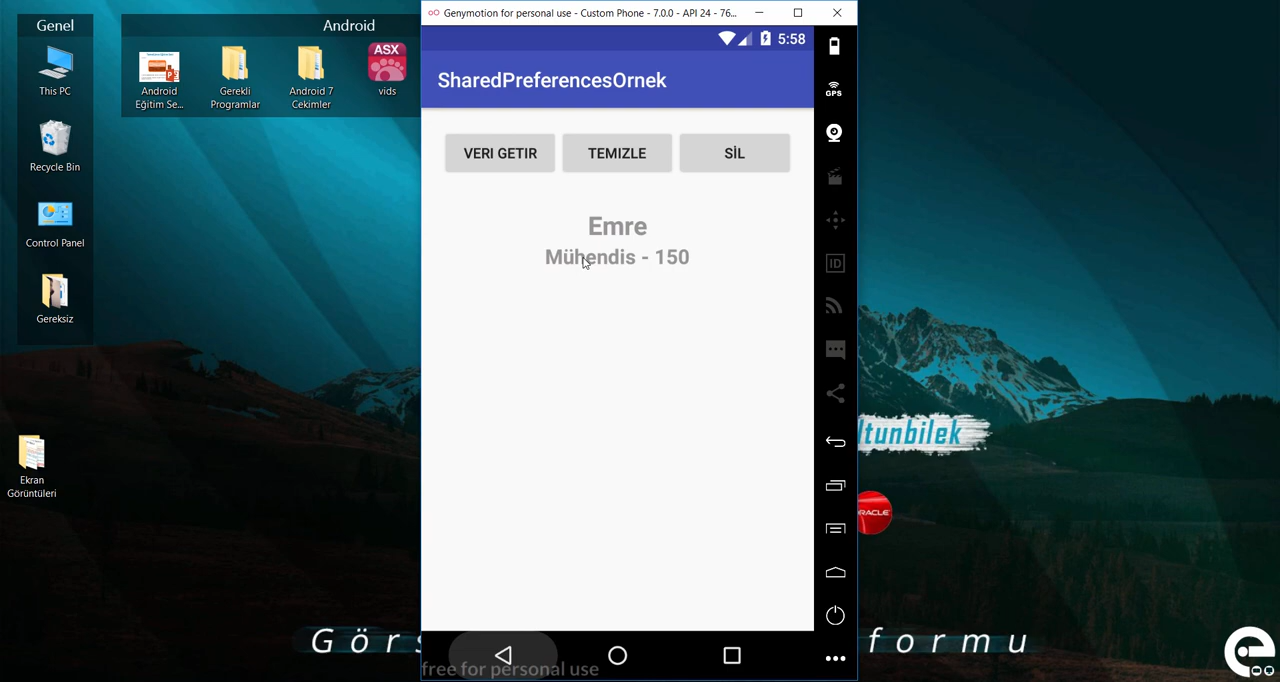 Genel
This PC
Recycle Bin
Control Panel
Gereksiz
Ekran
Görüntüleri
Android
Android
Eğitim Se...
Gerekli
Programlar
Android 7
Cekimler
ASX
vids
Genymotion for personal use - Custom Phone - 7.0.0 - API 24 - 76...
5:58
SharedPreferencesOrnek
VERI GETIR
TEMIZLE
SİL
Emre
Mühendis - 150
GPS
ID
free for personal use
ltunbilek
ORACLE
Görs
formu